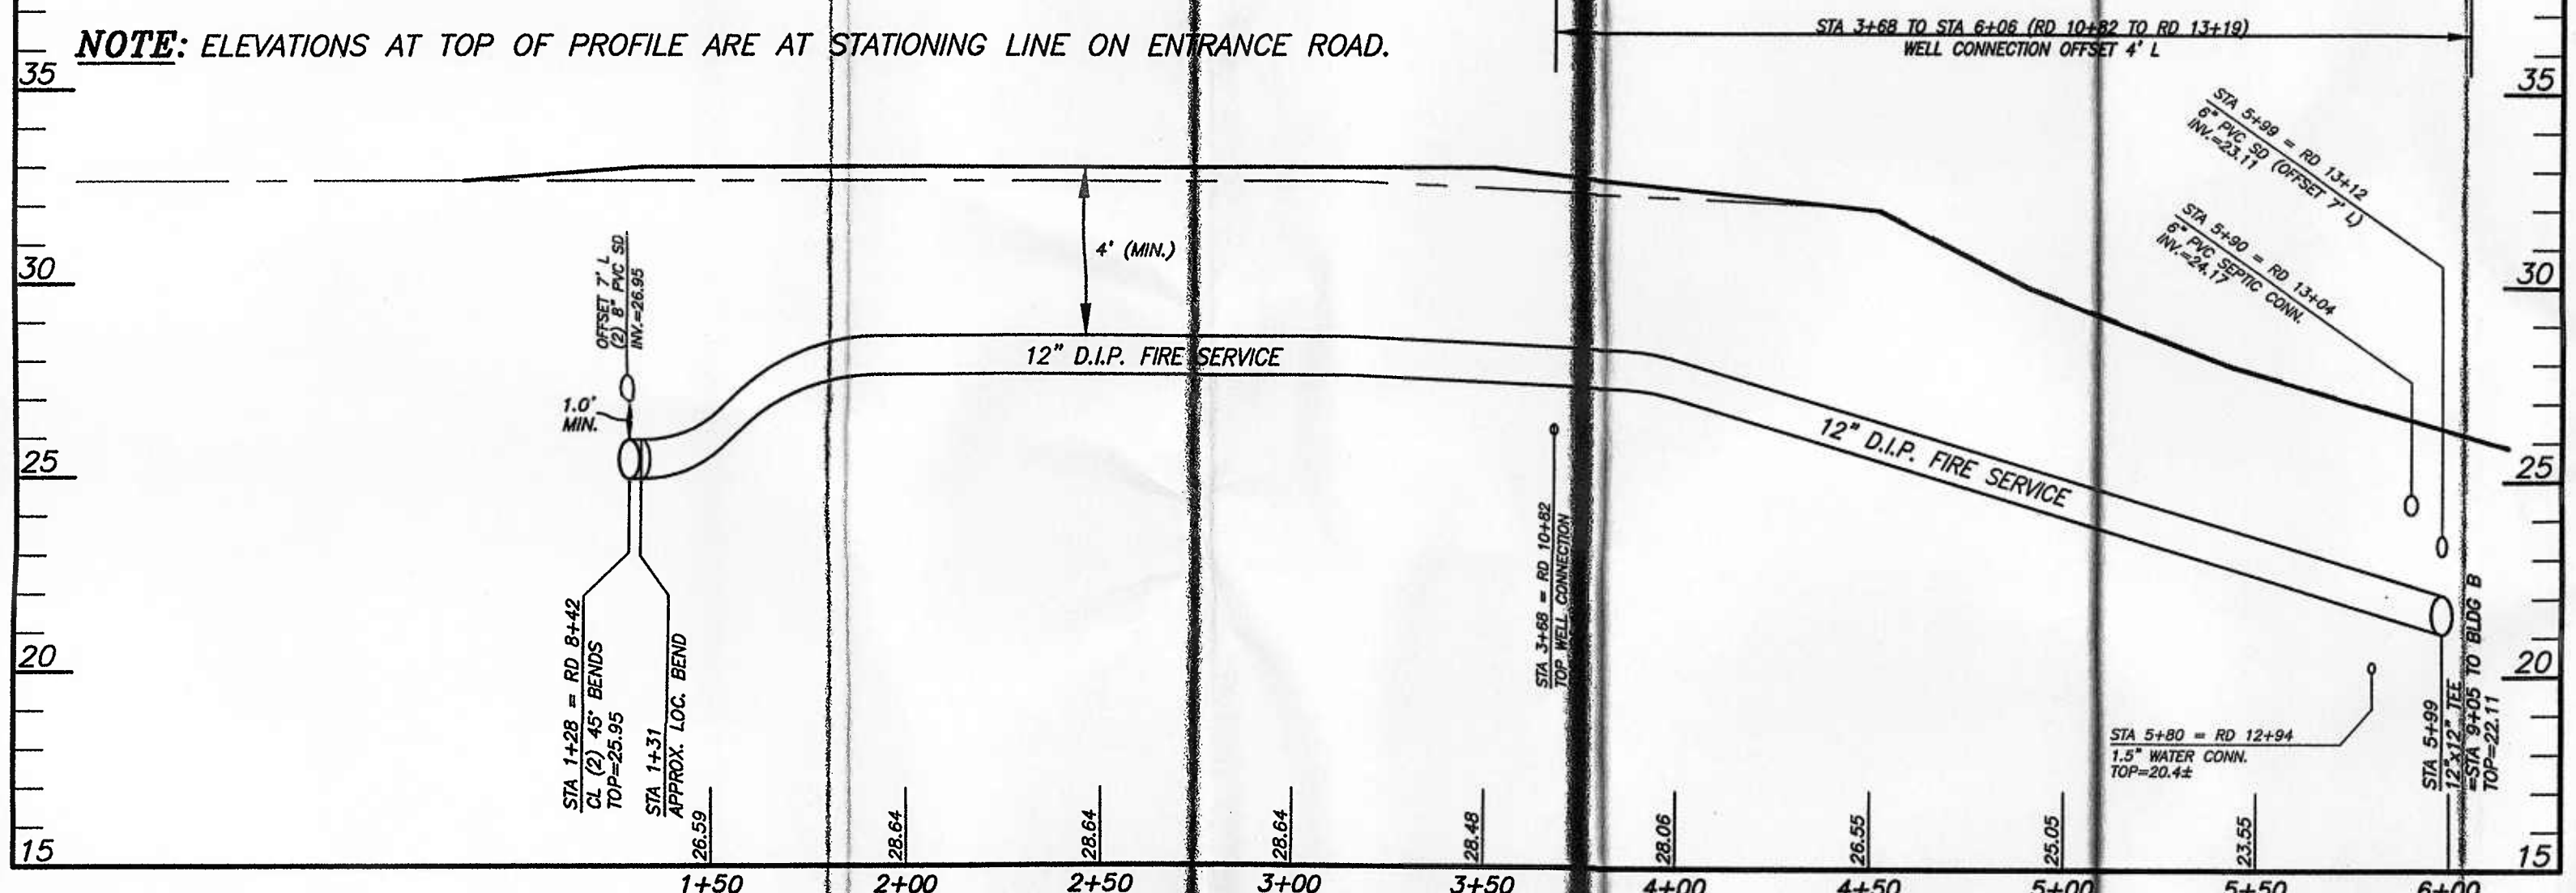 NOTE: ELEVATIONS AT TOP OF PROFILE ARE AT STATIONING LINE ON ENTRANCE ROAD.
STA 3+68 TO STA 6+06 (RD 10+82 TO RD 13+19)
WELL CONNECTION OFFSET 4' L
35
35
STA 5+99 = RD 13+12
6" PVC SD (OFFSET 7' L)
INV.=23.11
STA 5+90 = RD 13+04
6" PVC SEPTIC CONN.
INV.=24.17
OFFSET 7' L
(2) 8" PVC SD
INV.=26.95
4' (MIN.)
30
30
12" D.I.P. FIRE SERVICE
1.0'
MIN.
12" D.I.P. FIRE SERVICE
25
25
STA 3+68 = RD 10+82
TOP WELL CONNECTION
STA 1+28 = RD 8+42
CL (2) 45° BENDS
TOP=25.95
STA 1+31
APPROX. LOC. BEND
20
20
STA 5+80 = RD 12+94
1.5" WATER CONN.
TOP=20.4±
STA 5+99
12"x12" TEE
=STA 9+05 TO BLDG B
TOP=22.11
26.59
28.64
28.64
28.64
28.48
28.06
26.55
25.05
23.55
15
15
1+50
2+00
2+50
3+00
3+50
4+00
4+50
5+00
5+50
6+00